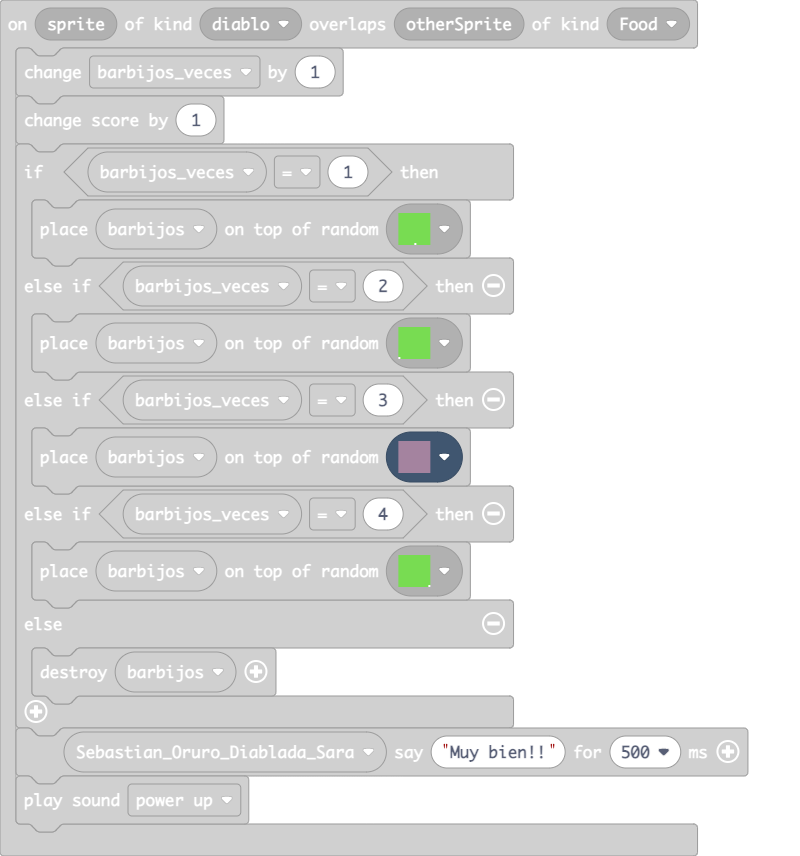 on sprite of kind diablo overlaps otherSprite of kind Food
change barbijos_veces by 1
change score by 1
if barbijos_veces = 1 then
place barbijos on top of random
else if barbijos_veces = 2 then
place barbijos on top of random
else if barbijos_veces = 3 then
place barbijos on top of random
else if barbijos_veces = 4 then
place barbijos on top of random
else
destroy barbijos
Sebastian_Oruro_Diablada_Sara say "Muy bien!!" for 500 ms
play sound power up